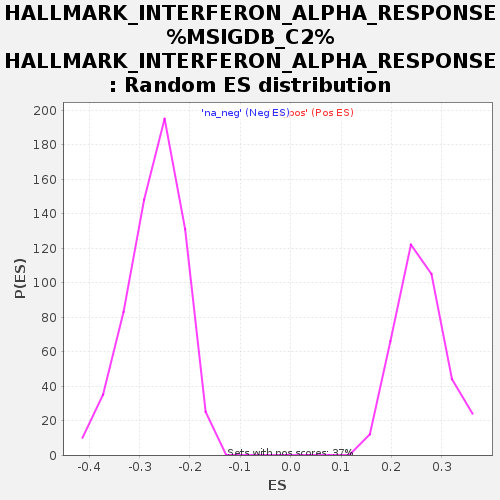 HALLMARK_INTERFERON_ALPHA_RESPONSE
%MSIGDB_C2%
HALLMARK_INTERFERON_ALPHA_RESPONSE
: Random ES distribution
'na_neg' (Neg ES) pos' (Pos ES)
200
180
160
140
120
100
80
60
40
20
0
P(ES)
Sets with pos scores: 37%
-0.4 -0.3 -0.2 -0.1 0.0 0.1 0.2 0.3
ES